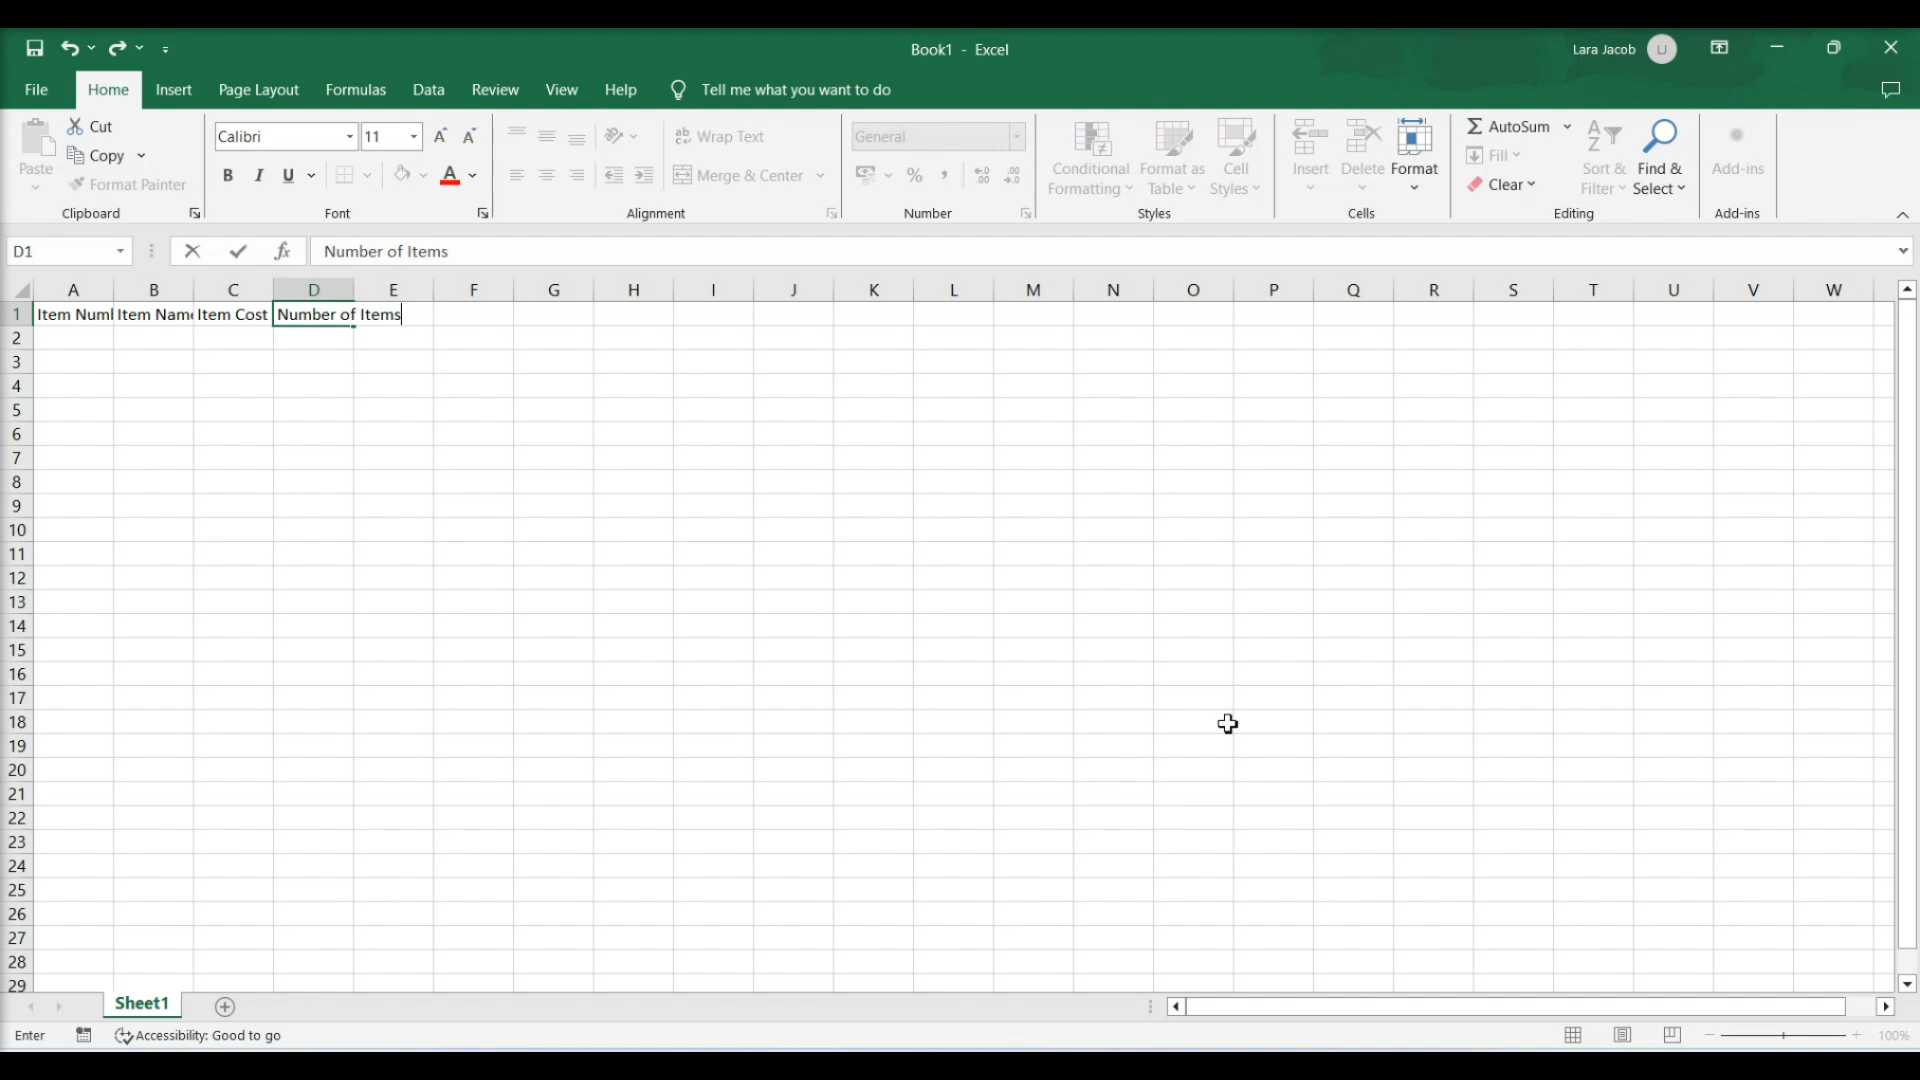 Book1 - Excel
Lara Jacob LJ
File Home Insert Page Layout Formulas Data Review View Help Tell me what you want to do
Cut
Copy
Format Painter
Paste
Clipboard
Calibri 11
B I U A
Font
ab Wrap Text
Merge & Center
Alignment
General
% ,
Number
Conditional Formatting
Format as Table
Cell Styles
Styles
Insert Delete Format
Cells
Σ AutoSum
Fill
Clear
Sort & Filter
Find & Select
Editing
Add-ins
Add-ins
D1 fx Number of Items
A B C D E F G H I J K L M N O P Q R S T U V W
1 Item Num Item Nam Item Cost Number of Items
2
3
4
5
6
7
8
9
10
11
12
13
14
15
16
17
18
19
20
21
22
23
24
25
26
27
28
29
Sheet1
Enter Accessibility: Good to go 100%